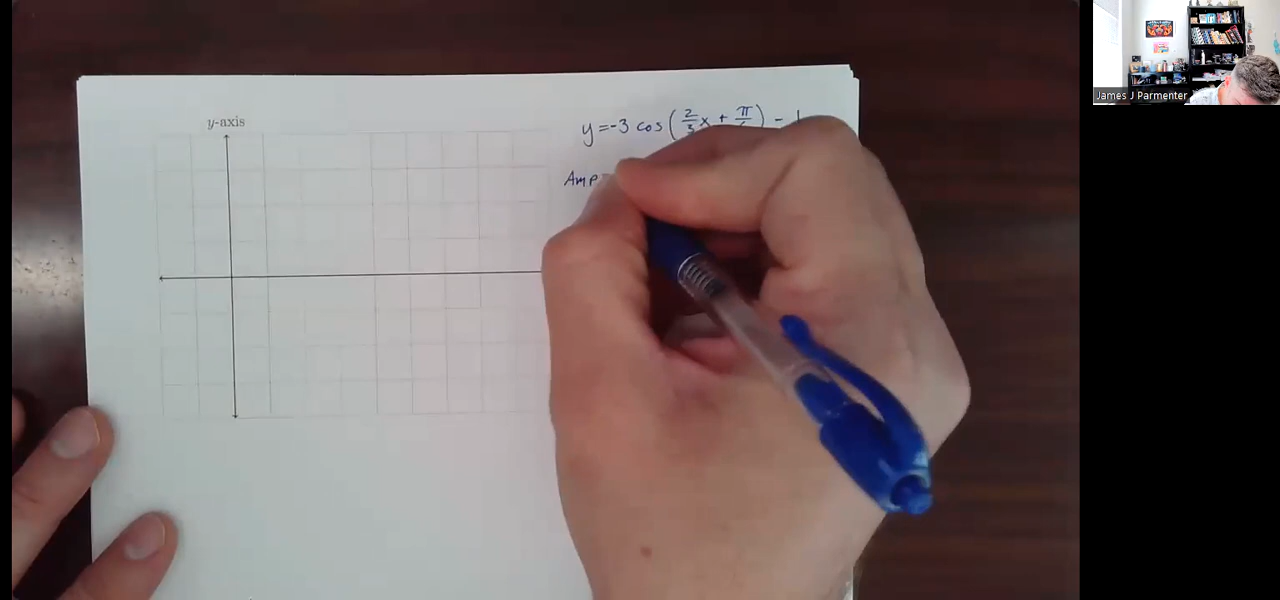 y-axis
y = -3 cos ( 2/3 x + π/
Amp =
James J Parmenter